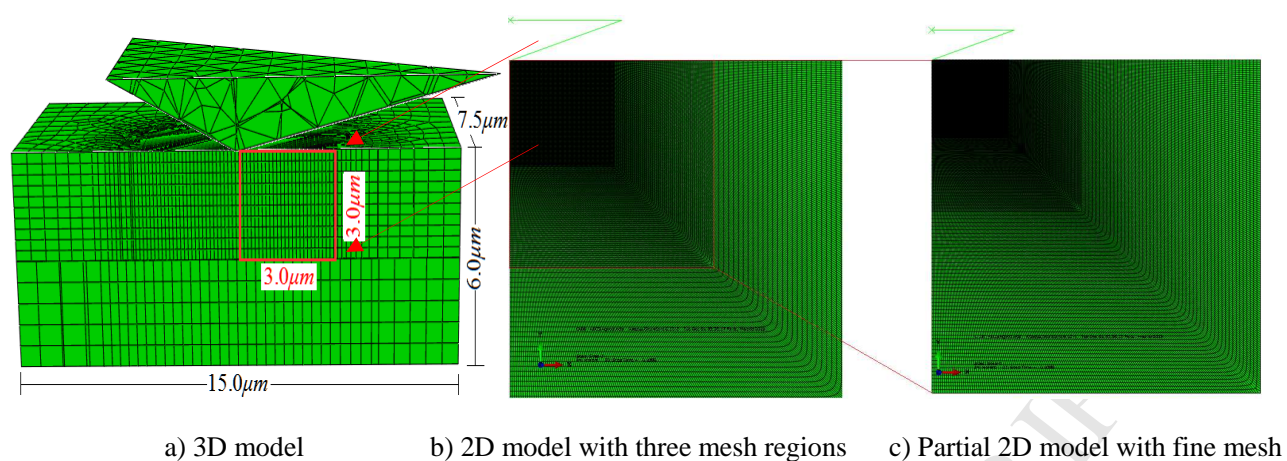 7.5μm
3.0μm
6.0μm
3.0μm
15.0μm
a) 3D model
b) 2D model with three mesh regions
c) Partial 2D model with fine mesh